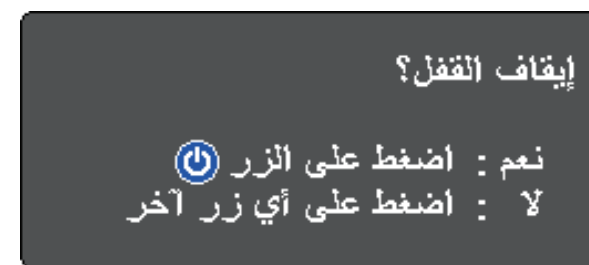 إيقاف القفل؟
نعم : اضغط على الزر
لا : اضغط على أي زر آخر